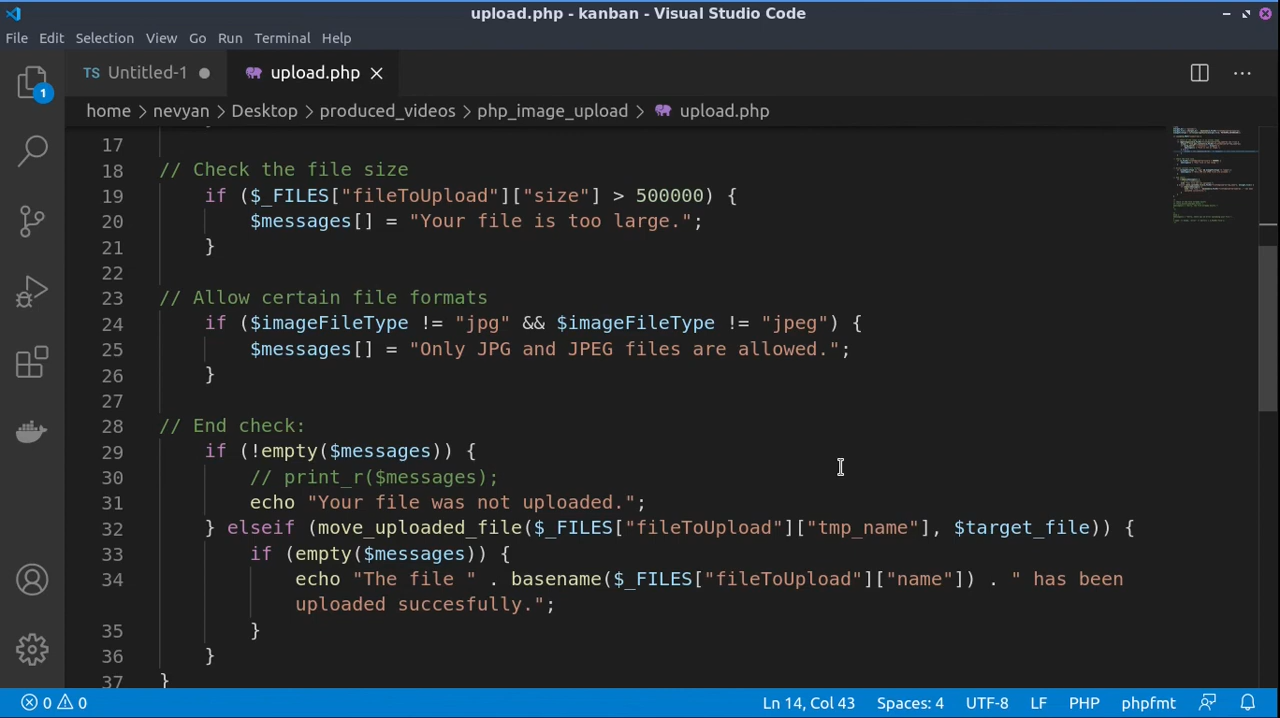 upload.php - kanban - Visual Studio Code
File Edit Selection View Go Run Terminal Help
TS Untitled-1 upload.php
home > nevyan > Desktop > produced_videos > php_image_upload > upload.php
1
17
18 // Check the file size
19 if ($_FILES["fileToUpload"]["size"] > 500000) {
20 $messages[] = "Your file is too large.";
21 }
22
23 // Allow certain file formats
24 if ($imageFileType != "jpg" && $imageFileType != "jpeg") {
25 $messages[] = "Only JPG and JPEG files are allowed.";
26 }
27
28 // End check:
29 if (!empty($messages)) {
30 // print_r($messages);
31 echo "Your file was not uploaded.";
32 } elseif (move_uploaded_file($_FILES["fileToUpload"]["tmp_name"], $target_file)) {
33 if (empty($messages)) {
34 echo "The file " . basename($_FILES["fileToUpload"]["name"]) . " has been
uploaded succesfully.";
35 }
36 }
37 }
0 0 Ln 14, Col 43 Spaces: 4 UTF-8 LF PHP phpfmt